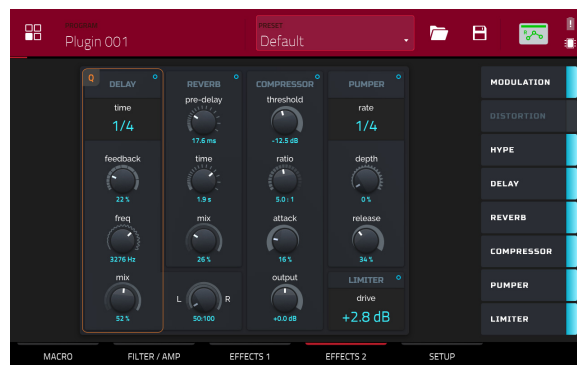 PROGRAM
Plugin 001
PRESET
Default
!
Q
DELAY
time
1/4
feedback
22 %
freq
3276 Hz
mix
52 %
REVERB
pre-delay
17.6 ms
time
1.9 s
mix
26 %
L
R
50:100
COMPRESSOR
threshold
-12.5 dB
ratio
5.0 : 1
attack
16 %
output
+0.0 dB
PUMPER
rate
1/4
depth
0 %
release
34 %
LIMITER
drive
+2.8 dB
MODULATION
DISTORTION
HYPE
DELAY
REVERB
COMPRESSOR
PUMPER
LIMITER
MACRO
FILTER / AMP
EFFECTS 1
EFFECTS 2
SETUP